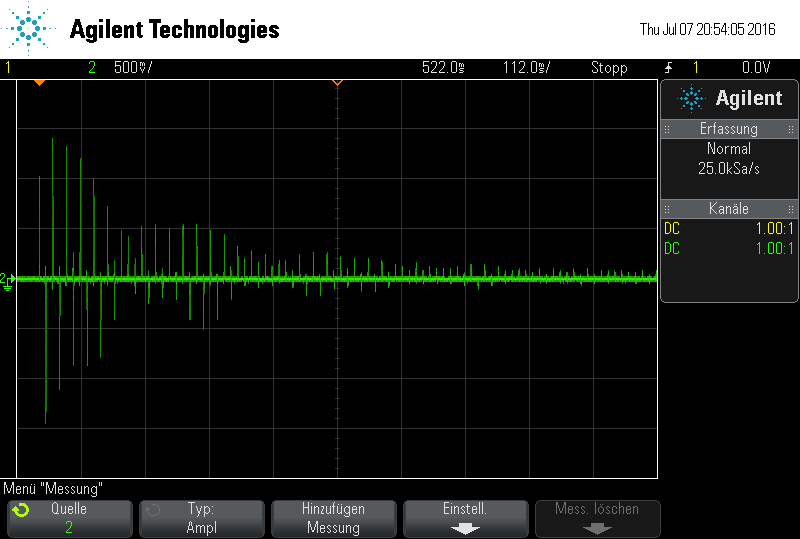 Agilent Technologies
Thu Jul 07 20:54:05 2016
1 2 500mV/ 522.0ms 112.0ms/ Stopp 1 0.0V
Agilent
Erfassung
Normal
25.0kSa/s
Kanäle
DC 1.00:1
DC 1.00:1
2
Menü "Messung"
Quelle
2
Typ:
Ampl
Hinzufügen
Messung
Einstell.
Mess. löschen